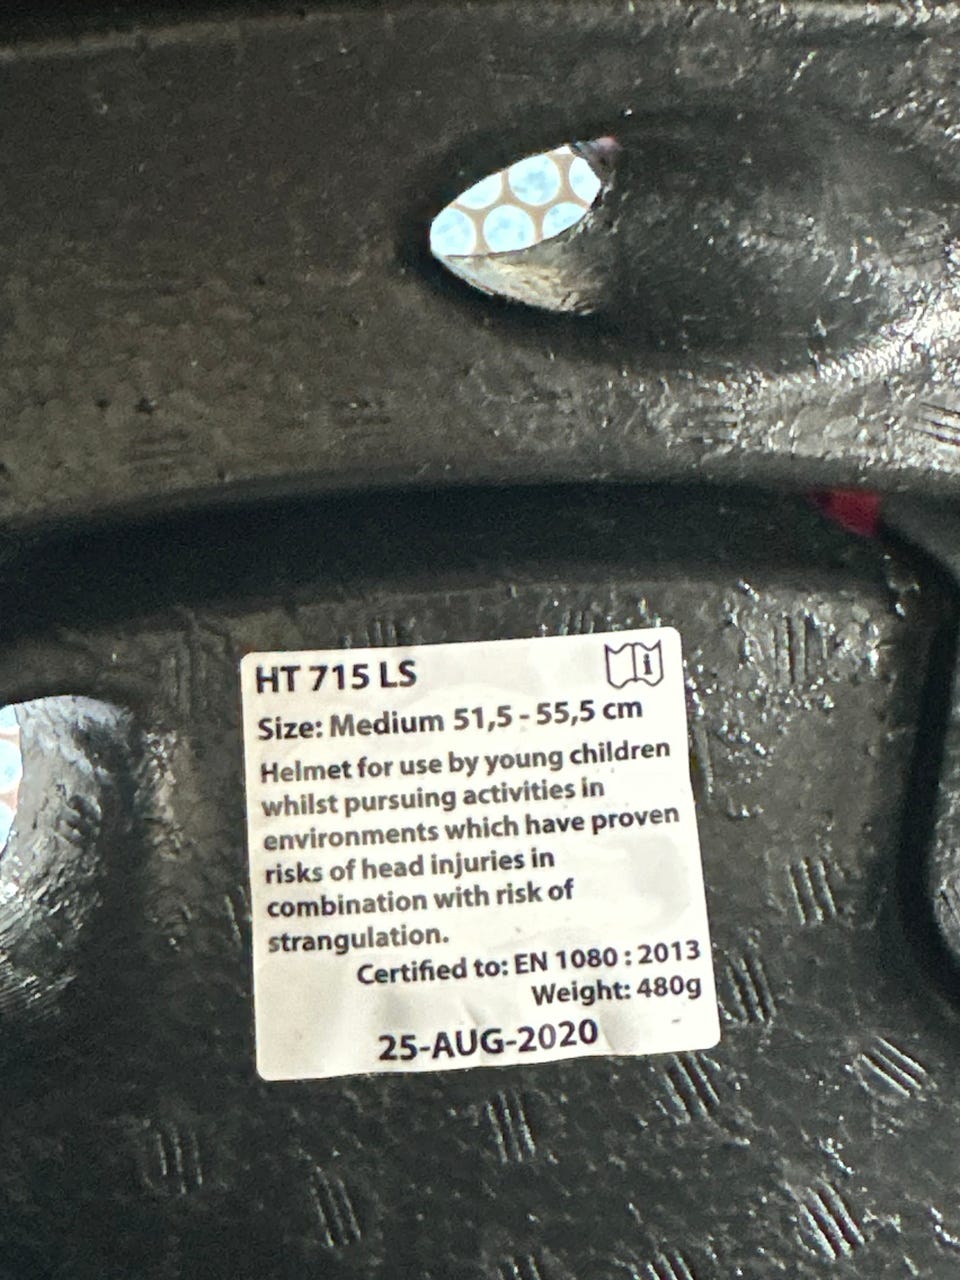 HT 715 LS
Size: Medium 51,5 - 55,5 cm
Helmet for use by young children
whilst pursuing activities in
environments which have proven
risks of head injuries in
combination with risk of
strangulation.
Certified to: EN 1080 : 2013
Weight: 480g
25-AUG-2020